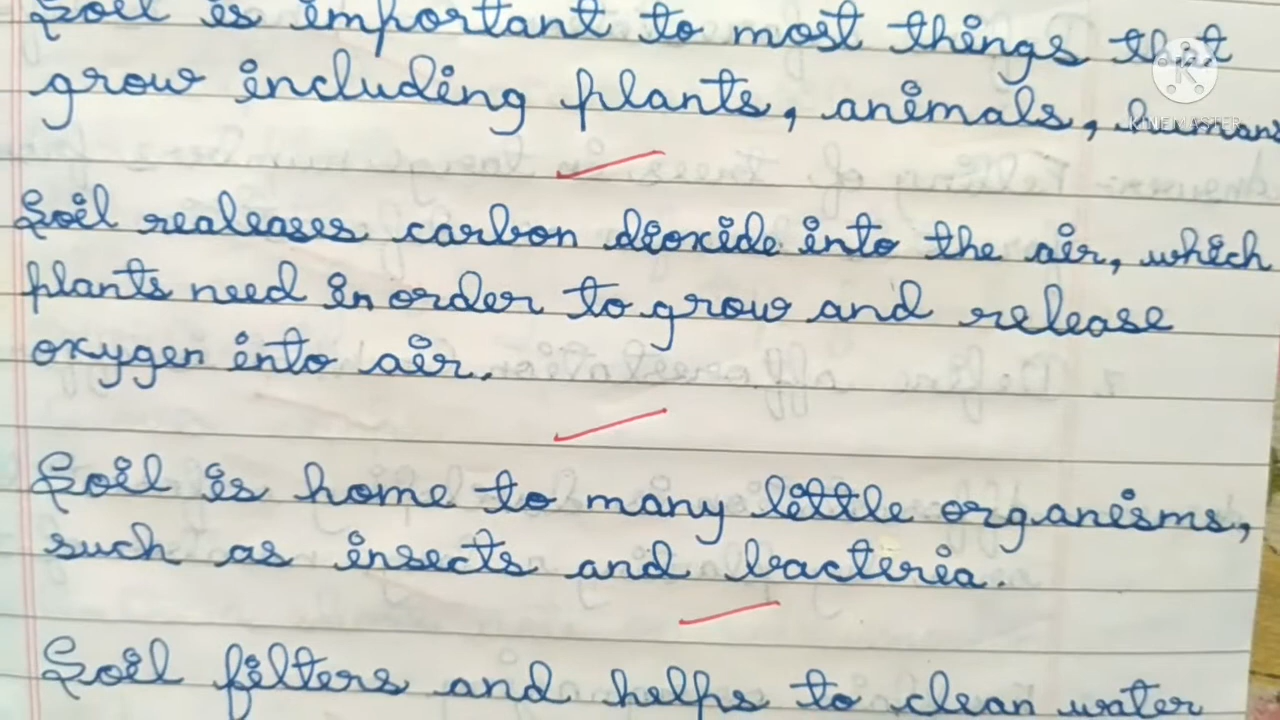 Soil is important to most things that
grow including plants, animals, humans
Soil realeases carbon dioxide into the air, which
plants need in order to grow and release
oxygen into air.
Soil is home to many little organisms,
such as insects and bacteria.
Soil filters and helps to clean water
K
KINEMASTER